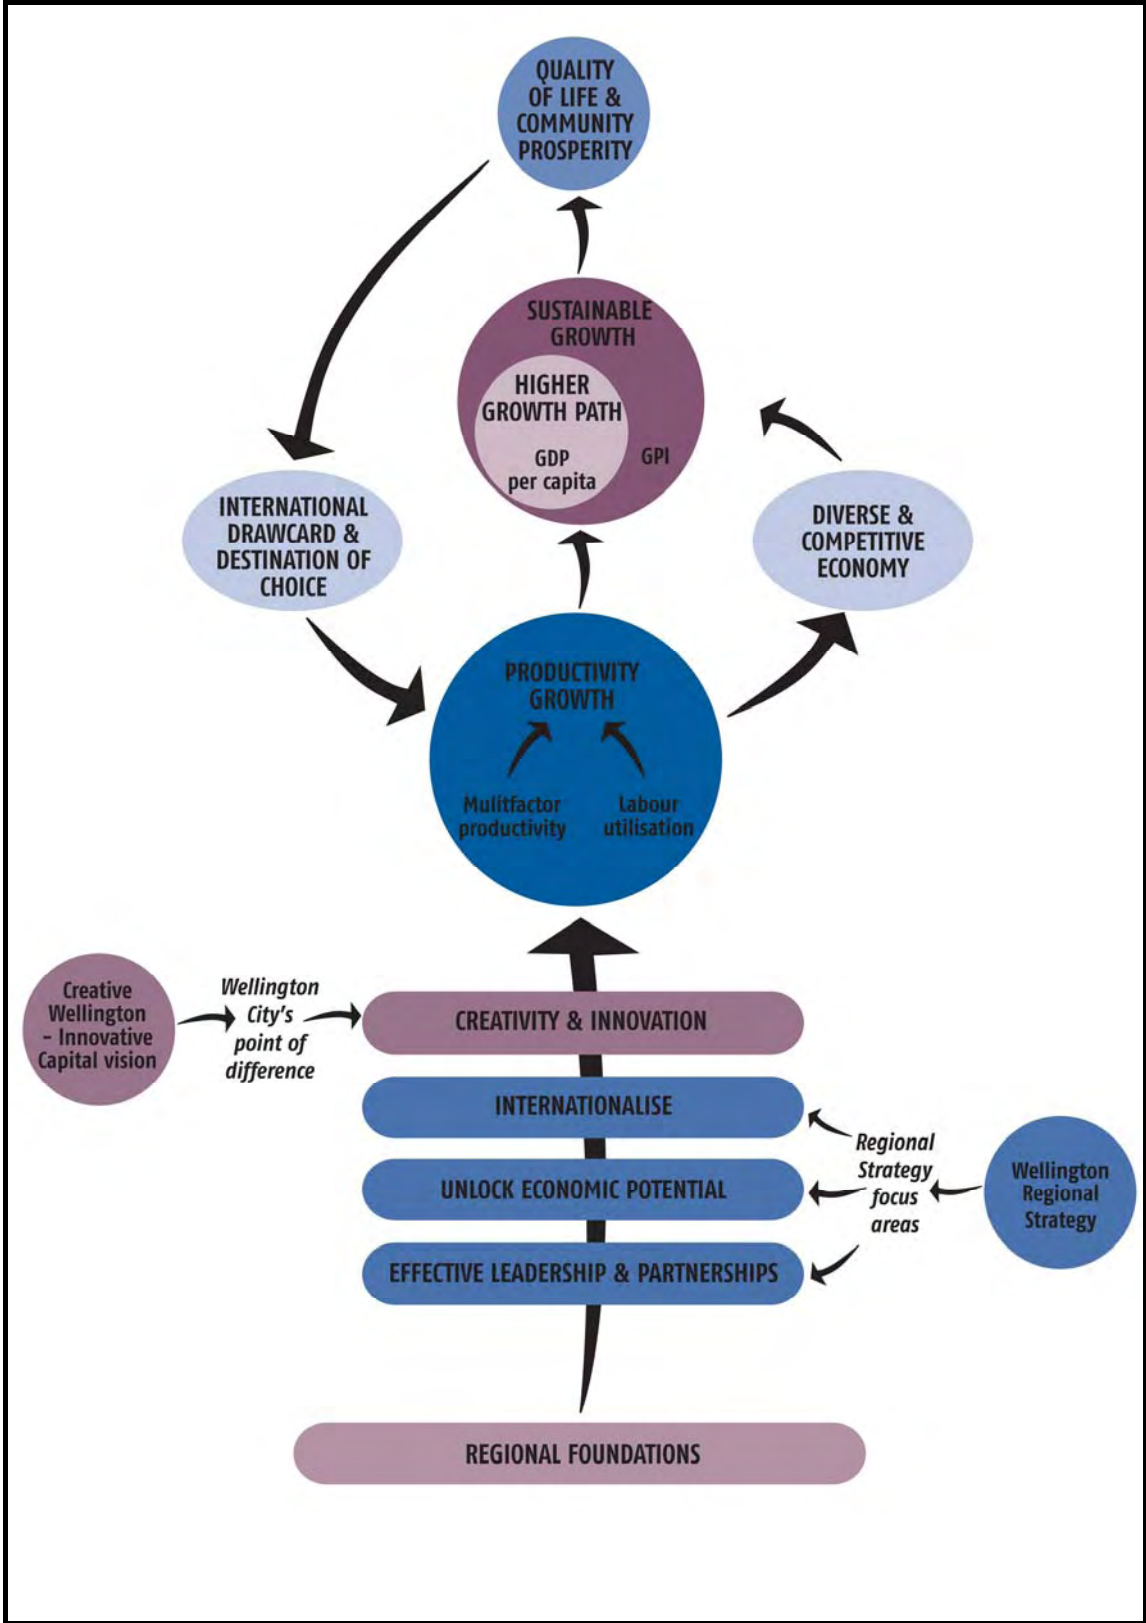 QUALITY
OF LIFE &
COMMUNITY
PROSPERITY
SUSTAINABLE
GROWTH
HIGHER
GROWTH PATH
GDP
per capita
GPI
INTERNATIONAL
DRAWCARD &
DESTINATION OF
CHOICE
DIVERSE &
COMPETITIVE
ECONOMY
PRODUCTIVITY
GROWTH
Mulitfactor
productivity
Labour
utilisation
Creative
Wellington
- Innovative
Capital vision
Wellington
City's
point of
difference
CREATIVITY & INNOVATION
INTERNATIONALISE
UNLOCK ECONOMIC POTENTIAL
EFFECTIVE LEADERSHIP & PARTNERSHIPS
Regional
Strategy
focus
areas
Wellington
Regional
Strategy
REGIONAL FOUNDATIONS